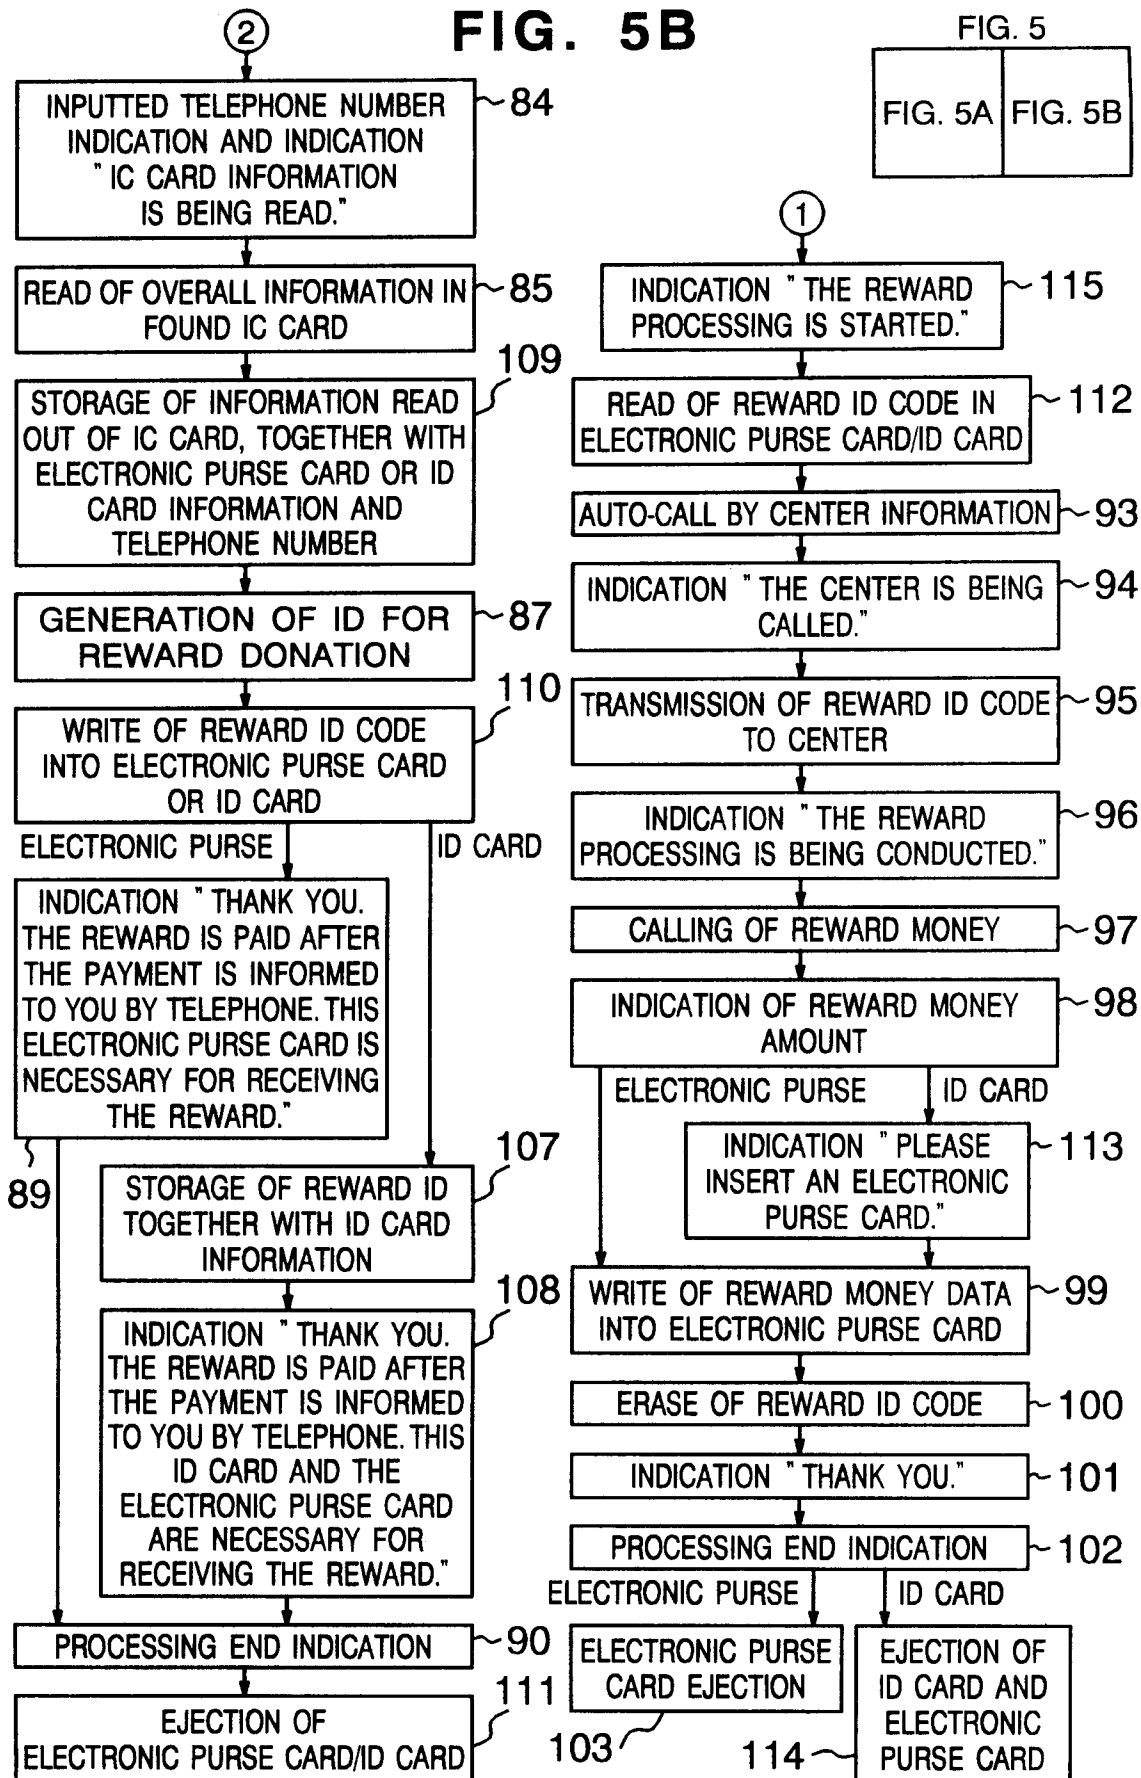 FIG. 5B
FIG. 5
FIG. 5A
FIG. 5B
2
INPUTTED TELEPHONE NUMBER
INDICATION AND INDICATION
" IC CARD INFORMATION
IS BEING READ."
84
READ OF OVERALL INFORMATION IN
FOUND IC CARD
85
109
STORAGE OF INFORMATION READ
OUT OF IC CARD, TOGETHER WITH
ELECTRONIC PURSE CARD OR ID
CARD INFORMATION AND
TELEPHONE NUMBER
GENERATION OF ID FOR
REWARD DONATION
87
110
WRITE OF REWARD ID CODE
INTO ELECTRONIC PURSE CARD
OR ID CARD
ELECTRONIC PURSE
ID CARD
INDICATION " THANK YOU.
THE REWARD IS PAID AFTER
THE PAYMENT IS INFORMED
TO YOU BY TELEPHONE. THIS
ELECTRONIC PURSE CARD IS
NECESSARY FOR RECEIVING
THE REWARD."
89
107
STORAGE OF REWARD ID
TOGETHER WITH ID CARD
INFORMATION
108
INDICATION " THANK YOU.
THE REWARD IS PAID AFTER
THE PAYMENT IS INFORMED
TO YOU BY TELEPHONE. THIS
ID CARD AND THE
ELECTRONIC PURSE CARD
ARE NECESSARY FOR
RECEIVING THE REWARD."
PROCESSING END INDICATION
90
111
EJECTION OF
ELECTRONIC PURSE CARD/ID CARD
1
INDICATION " THE REWARD
PROCESSING IS STARTED."
115
READ OF REWARD ID CODE IN
ELECTRONIC PURSE CARD/ID CARD
112
AUTO-CALL BY CENTER INFORMATION
93
INDICATION " THE CENTER IS BEING
CALLED."
94
TRANSMISSION OF REWARD ID CODE
TO CENTER
95
INDICATION " THE REWARD
PROCESSING IS BEING CONDUCTED."
96
CALLING OF REWARD MONEY
97
INDICATION OF REWARD MONEY
AMOUNT
98
ELECTRONIC PURSE
ID CARD
INDICATION " PLEASE
INSERT AN ELECTRONIC
PURSE CARD."
113
WRITE OF REWARD MONEY DATA
INTO ELECTRONIC PURSE CARD
99
ERASE OF REWARD ID CODE
100
INDICATION " THANK YOU."
101
PROCESSING END INDICATION
102
ELECTRONIC PURSE
ID CARD
ELECTRONIC PURSE
CARD EJECTION
103
EJECTION OF
ID CARD AND
ELECTRONIC
PURSE CARD
114